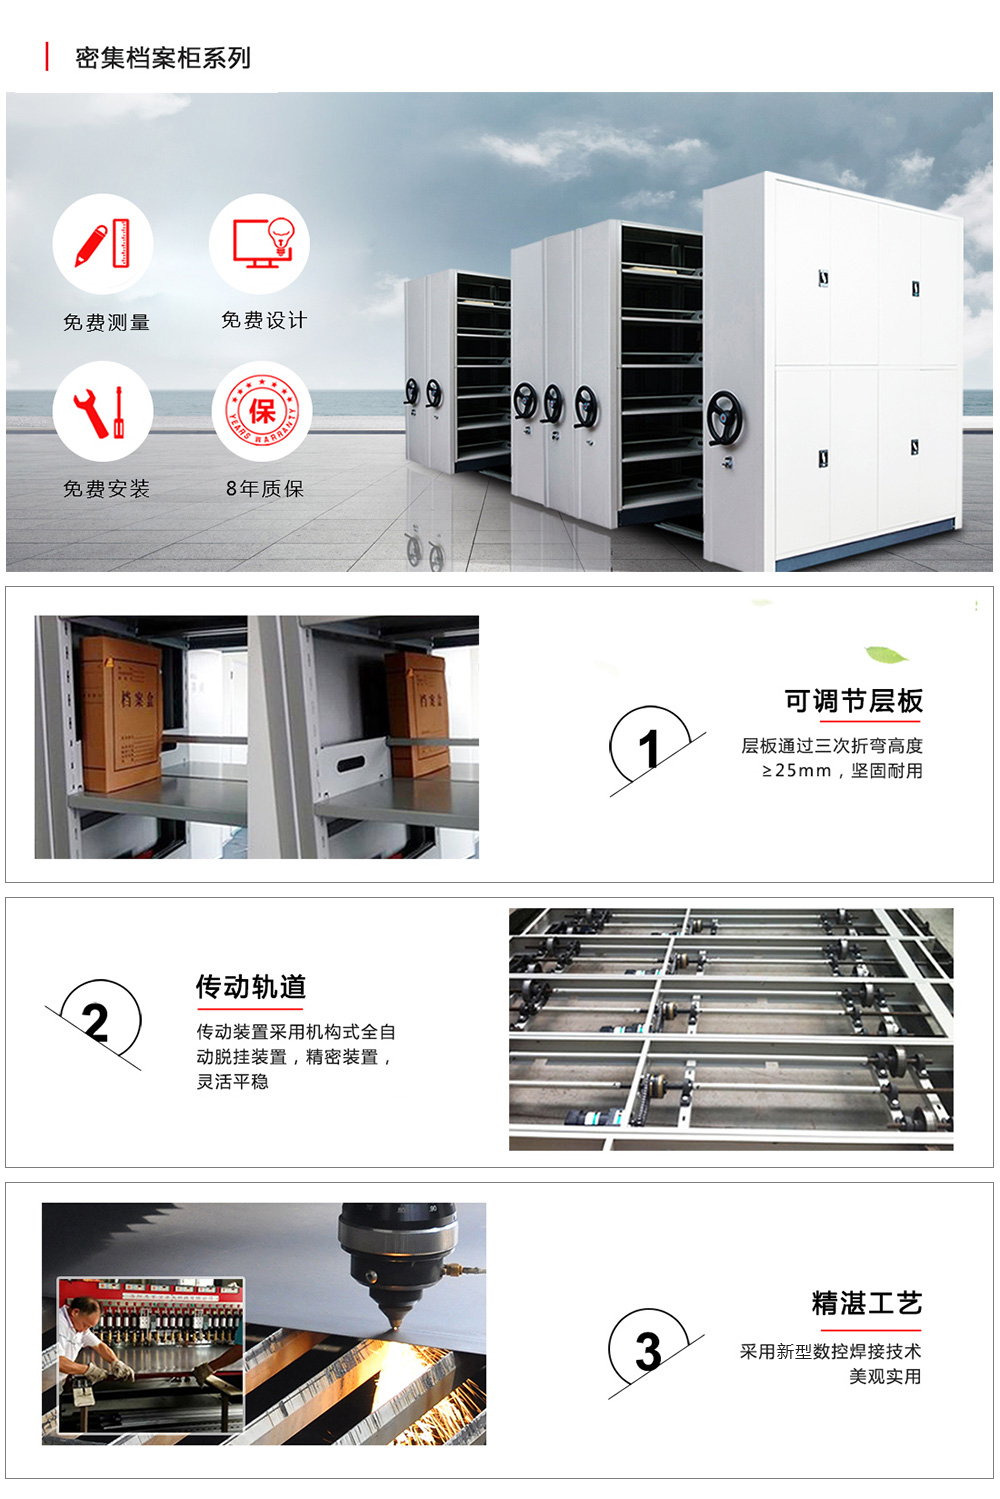 密集档案柜系列
免费测量
免费设计
免费安装
保
YEARS WARRANTY
8年质保
档案盒
档案盒
1
可调节层板
层板通过三次折弯高度
≥25mm，坚固耐用
2
传动轨道
传动装置采用机构式全自
动脱挂装置，精密装置，
灵活平稳
3
精湛工艺
采用新型数控焊接技术
美观实用